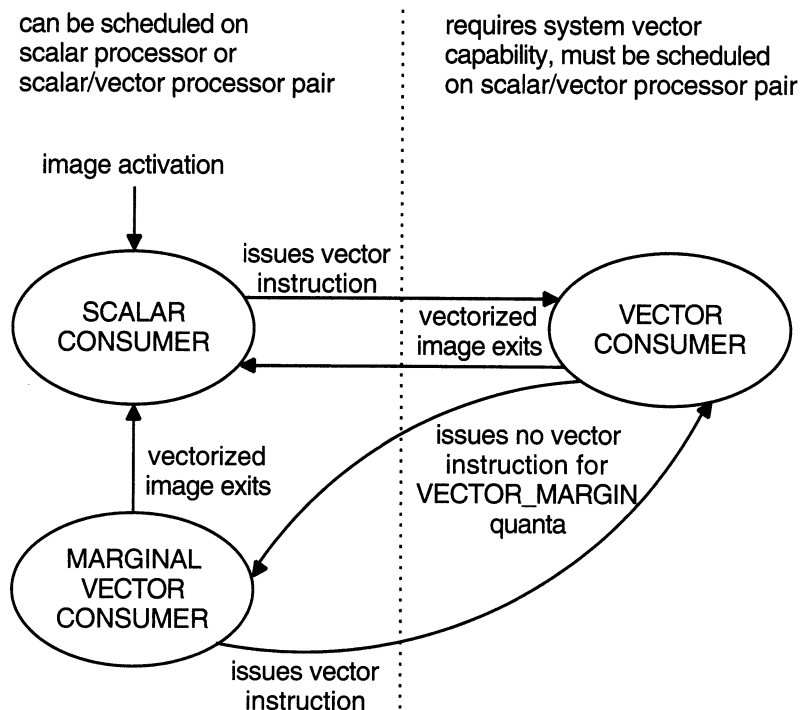 can be scheduled on
scalar processor or
scalar/vector processor pair
requires system vector
capability, must be scheduled
on scalar/vector processor pair
image activation
issues vector
instruction
SCALAR
CONSUMER
vectorized
image exits
VECTOR
CONSUMER
issues no vector
instruction for
VECTOR_MARGIN
quanta
vectorized
image exits
MARGINAL
VECTOR
CONSUMER
issues vector
instruction